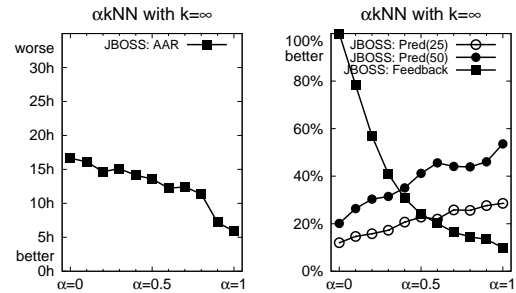 αkNN with k=∞
worse
JBOSS: AAR
30h
25h
20h
15h
10h
5h
better
0h
α=0 α=0.5 α=1
αkNN with k=∞
100%
better
JBOSS: Pred(25)
JBOSS: Pred(50)
JBOSS: Feedback
80%
60%
40%
20%
0%
α=0 α=0.5 α=1